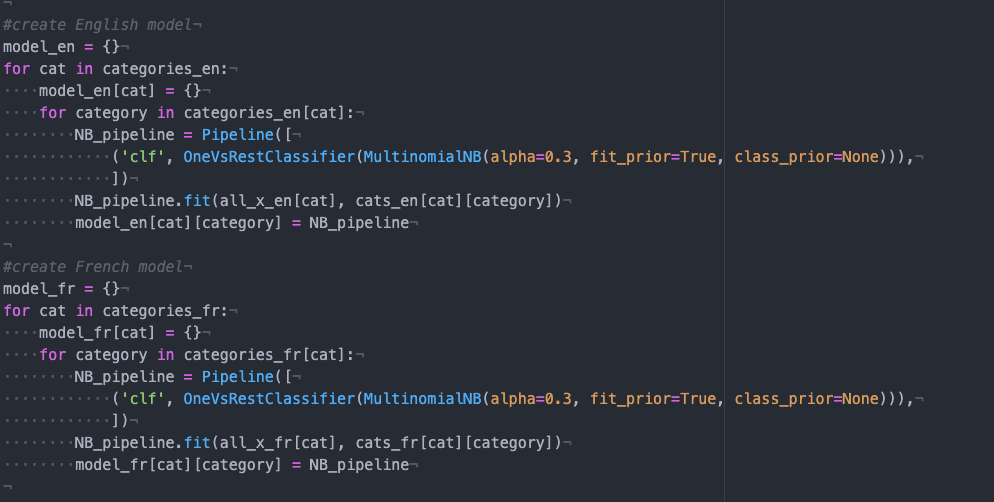 ¬
#create English model¬
model_en = {}¬
for cat in categories_en:¬
····model_en[cat] = {}¬
····for category in categories_en[cat]:¬
········NB_pipeline = Pipeline([¬
············('clf', OneVsRestClassifier(MultinomialNB(alpha=0.3, fit_prior=True, class_prior=None))),¬
············])¬
········NB_pipeline.fit(all_x_en[cat], cats_en[cat][category])¬
········model_en[cat][category] = NB_pipeline¬
¬
#create French model¬
model_fr = {}¬
for cat in categories_fr:¬
····model_fr[cat] = {}¬
····for category in categories_fr[cat]:¬
········NB_pipeline = Pipeline([¬
············('clf', OneVsRestClassifier(MultinomialNB(alpha=0.3, fit_prior=True, class_prior=None))),¬
············])¬
········NB_pipeline.fit(all_x_fr[cat], cats_fr[cat][category])¬
········model_fr[cat][category] = NB_pipeline¬
¬